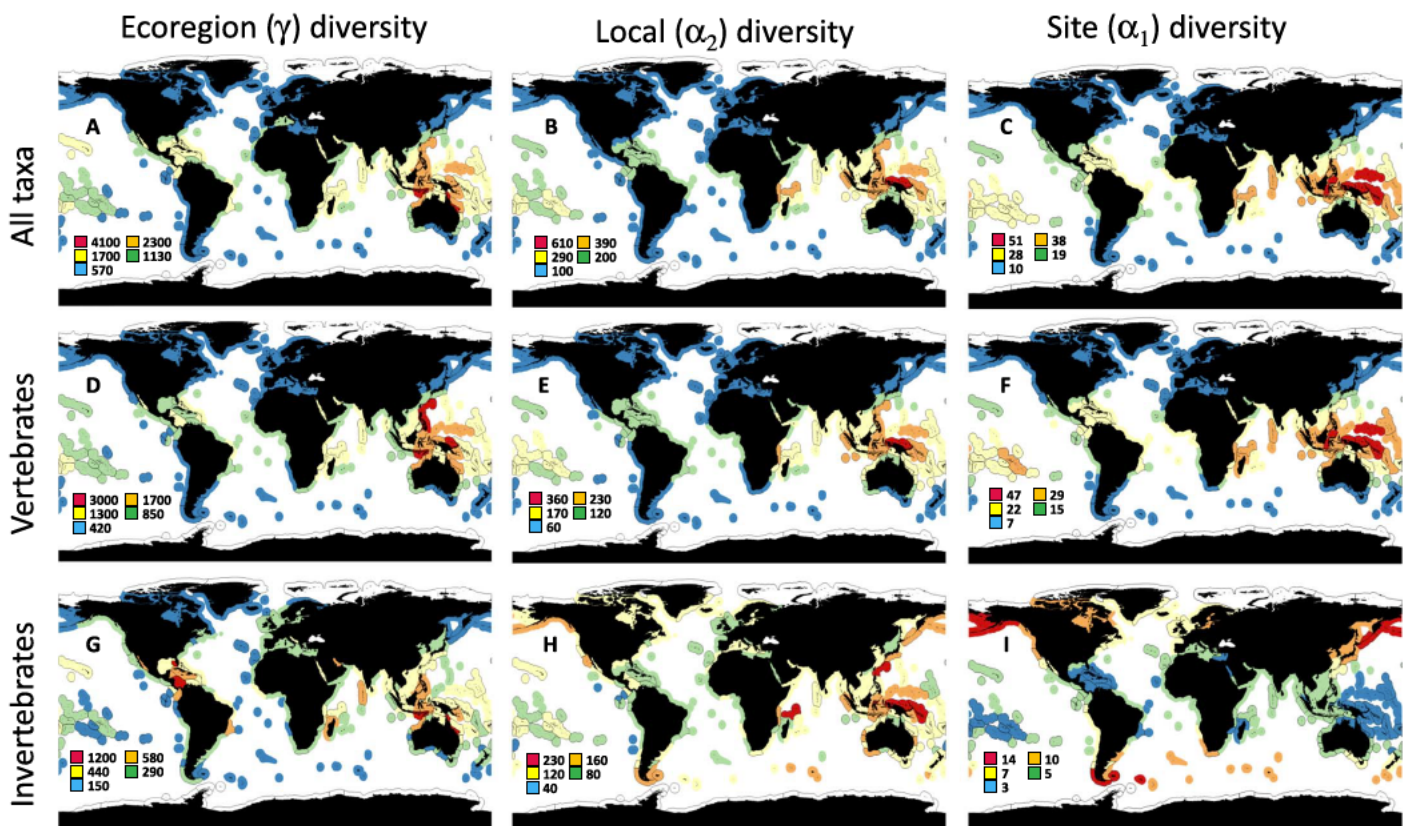 Ecoregion (γ) diversity
Local (α2) diversity
Site (α1) diversity
All taxa
A
4100 2300
1700 1130
570
B
610 390
290 200
100
C
51 38
28 19
10
Vertebrates
D
3000 1700
1300 850
420
E
360 230
170 120
60
F
47 29
22 15
7
Invertebrates
G
1200 580
440 290
150
H
230 160
120 80
40
I
14 10
7 5
3